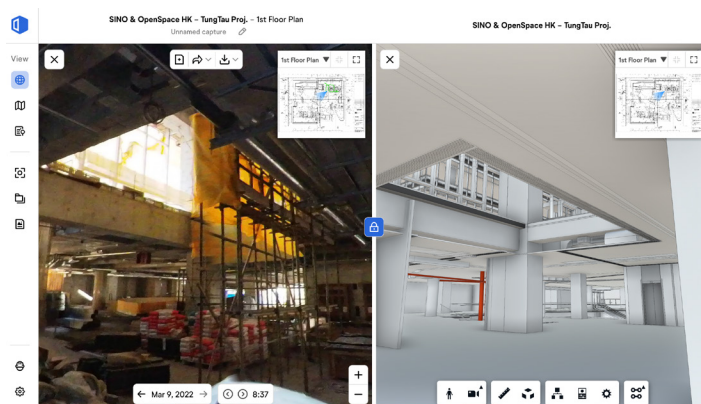 SINO & OpenSpace HK - TungTau Proj. - 1st Floor Plan
Unnamed capture
SINO & OpenSpace HK - TungTau Proj.
View
1st Floor Plan
1st Floor Plan
Mar 9, 2022
8:37